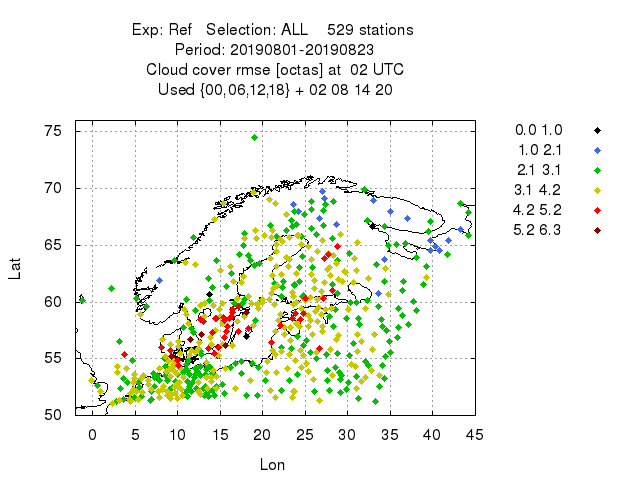 Exp: Ref   Selection: ALL    529 stations
Period: 20190801-20190823
Cloud cover rmse [octas] at  02 UTC
Used {00,06,12,18} + 02 08 14 20
75
70
65
60
55
50
Lat
0 5 10 15 20 25 30 35 40 45
Lon
0.0 1.0
1.0 2.1
2.1 3.1
3.1 4.2
4.2 5.2
5.2 6.3